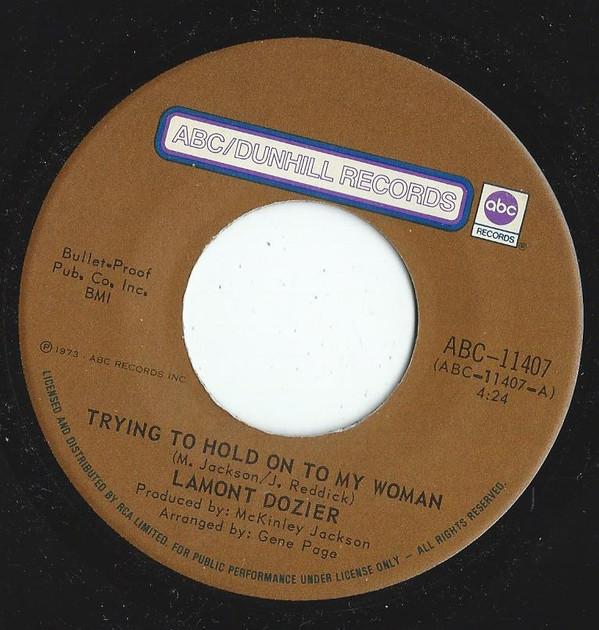 ABC/DUNHILL RECORDS
abc
RECORDS
®
Bullet-Proof
Pub. Co. Inc.
BMI
ABC-11407
(ABC-11407-A)
4:24
℗ 1973 · ABC RECORDS INC
TRYING TO HOLD ON TO MY WOMAN
(M. Jackson/J. Reddick)
LAMONT DOZIER
Produced by: McKinley Jackson
Arranged by: Gene Page
LICENSED AND DISTRIBUTED BY RCA LIMITED. FOR PUBLIC PERFORMANCE UNDER LICENSE ONLY — ALL RIGHTS RESERVED.